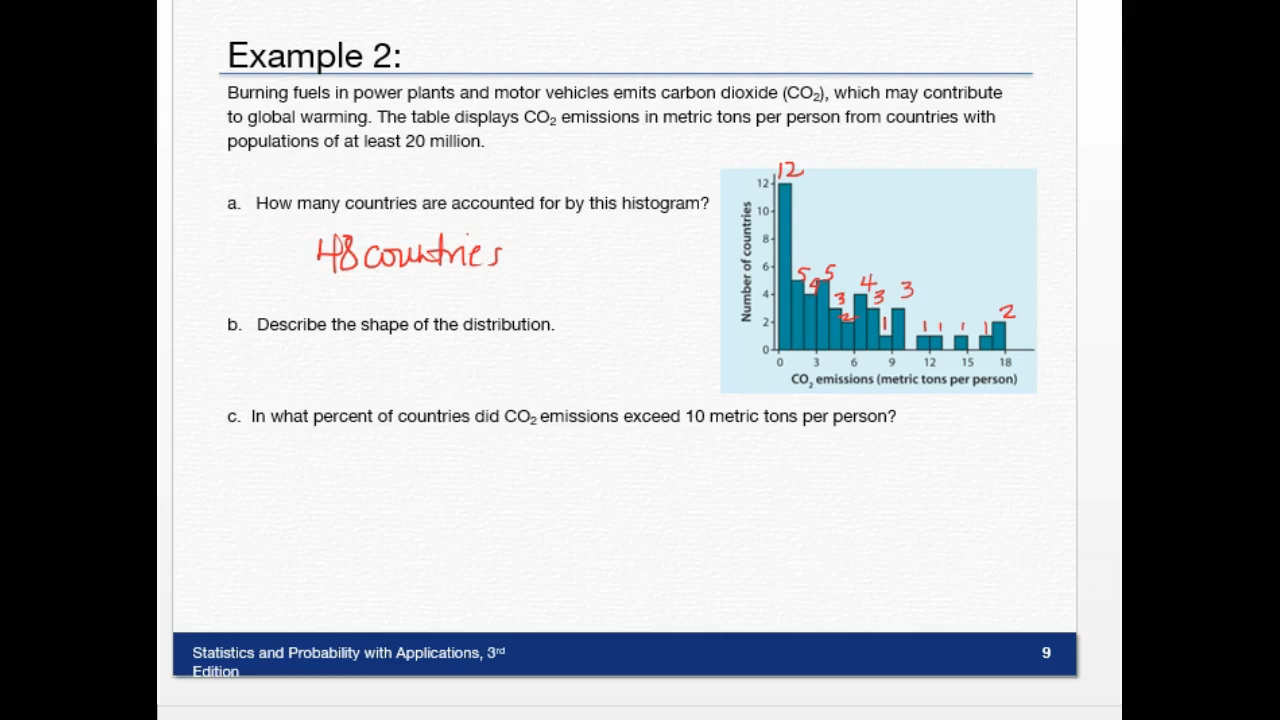 Example 2:
Burning fuels in power plants and motor vehicles emits carbon dioxide (CO₂), which may contribute
to global warming. The table displays CO₂ emissions in metric tons per person from countries with
populations of at least 20 million.
a. How many countries are accounted for by this histogram?
48 countries
b. Describe the shape of the distribution.
c. In what percent of countries did CO₂ emissions exceed 10 metric tons per person?
12
5 4 5 3 2 4 3 1 3 1 1 1 1 2
Number of countries
12
10
8
6
4
2
0
0 3 6 9 12 15 18
CO₂ emissions (metric tons per person)
Statistics and Probability with Applications, 3rd
Edition
9